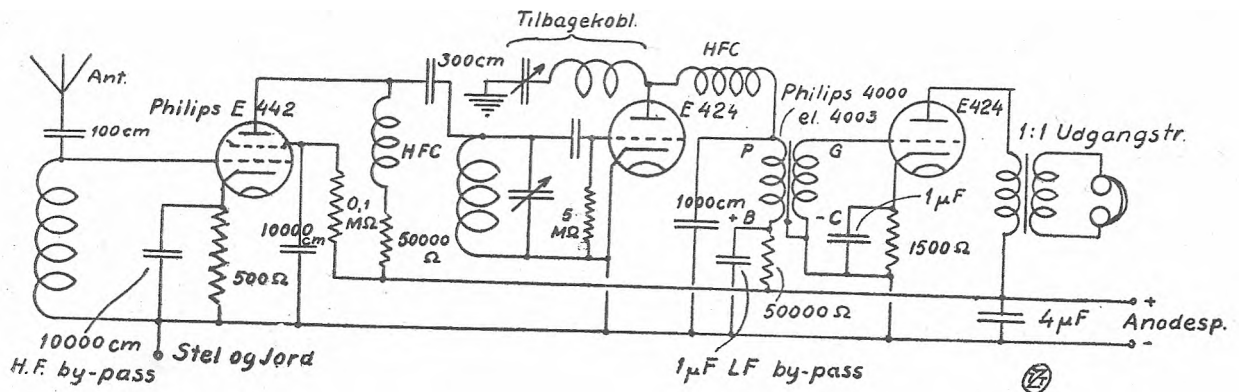 Tilbagekobl.
Ant.
Philips E 442
100cm
300cm
HFC
E 424
HFC
Philips 4000
el. 4003
E424
1:1 Udgangstr.
P
G
0,1
MΩ
10000
cm
50000
Ω
5
MΩ
1000cm
+B
-C
1µF
1500Ω
500Ω
50000Ω
4µF
+
Anodesp.
-
10000cm
H.F. by-pass
Stel og Jord
1µF LF by-pass